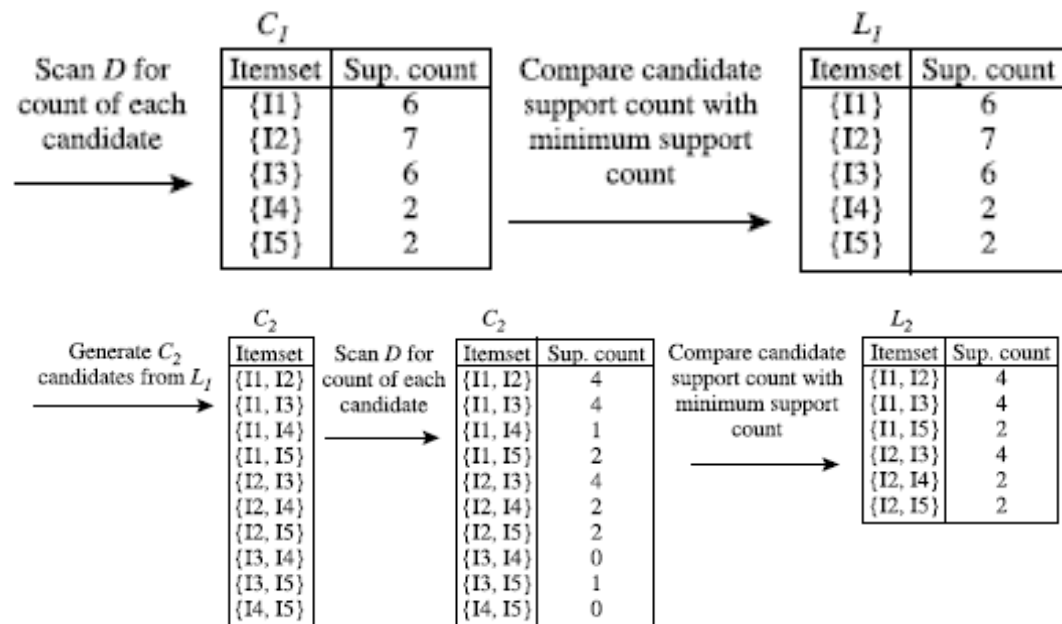 C1
L1
Scan D for
count of each
candidate
Itemset Sup. count
{I1} 6
{I2} 7
{I3} 6
{I4} 2
{I5} 2
Compare candidate
support count with
minimum support
count
Itemset Sup. count
{I1} 6
{I2} 7
{I3} 6
{I4} 2
{I5} 2
Generate C2
candidates from L1
C2
Itemset
{I1, I2}
{I1, I3}
{I1, I4}
{I1, I5}
{I2, I3}
{I2, I4}
{I2, I5}
{I3, I4}
{I3, I5}
{I4, I5}
Scan D for
count of each
candidate
C2
Itemset Sup. count
{I1, I2} 4
{I1, I3} 4
{I1, I4} 1
{I1, I5} 2
{I2, I3} 4
{I2, I4} 2
{I2, I5} 2
{I3, I4} 0
{I3, I5} 1
{I4, I5} 0
Compare candidate
support count with
minimum support
count
L2
Itemset Sup. count
{I1, I2} 4
{I1, I3} 4
{I1, I5} 2
{I2, I3} 4
{I2, I4} 2
{I2, I5} 2